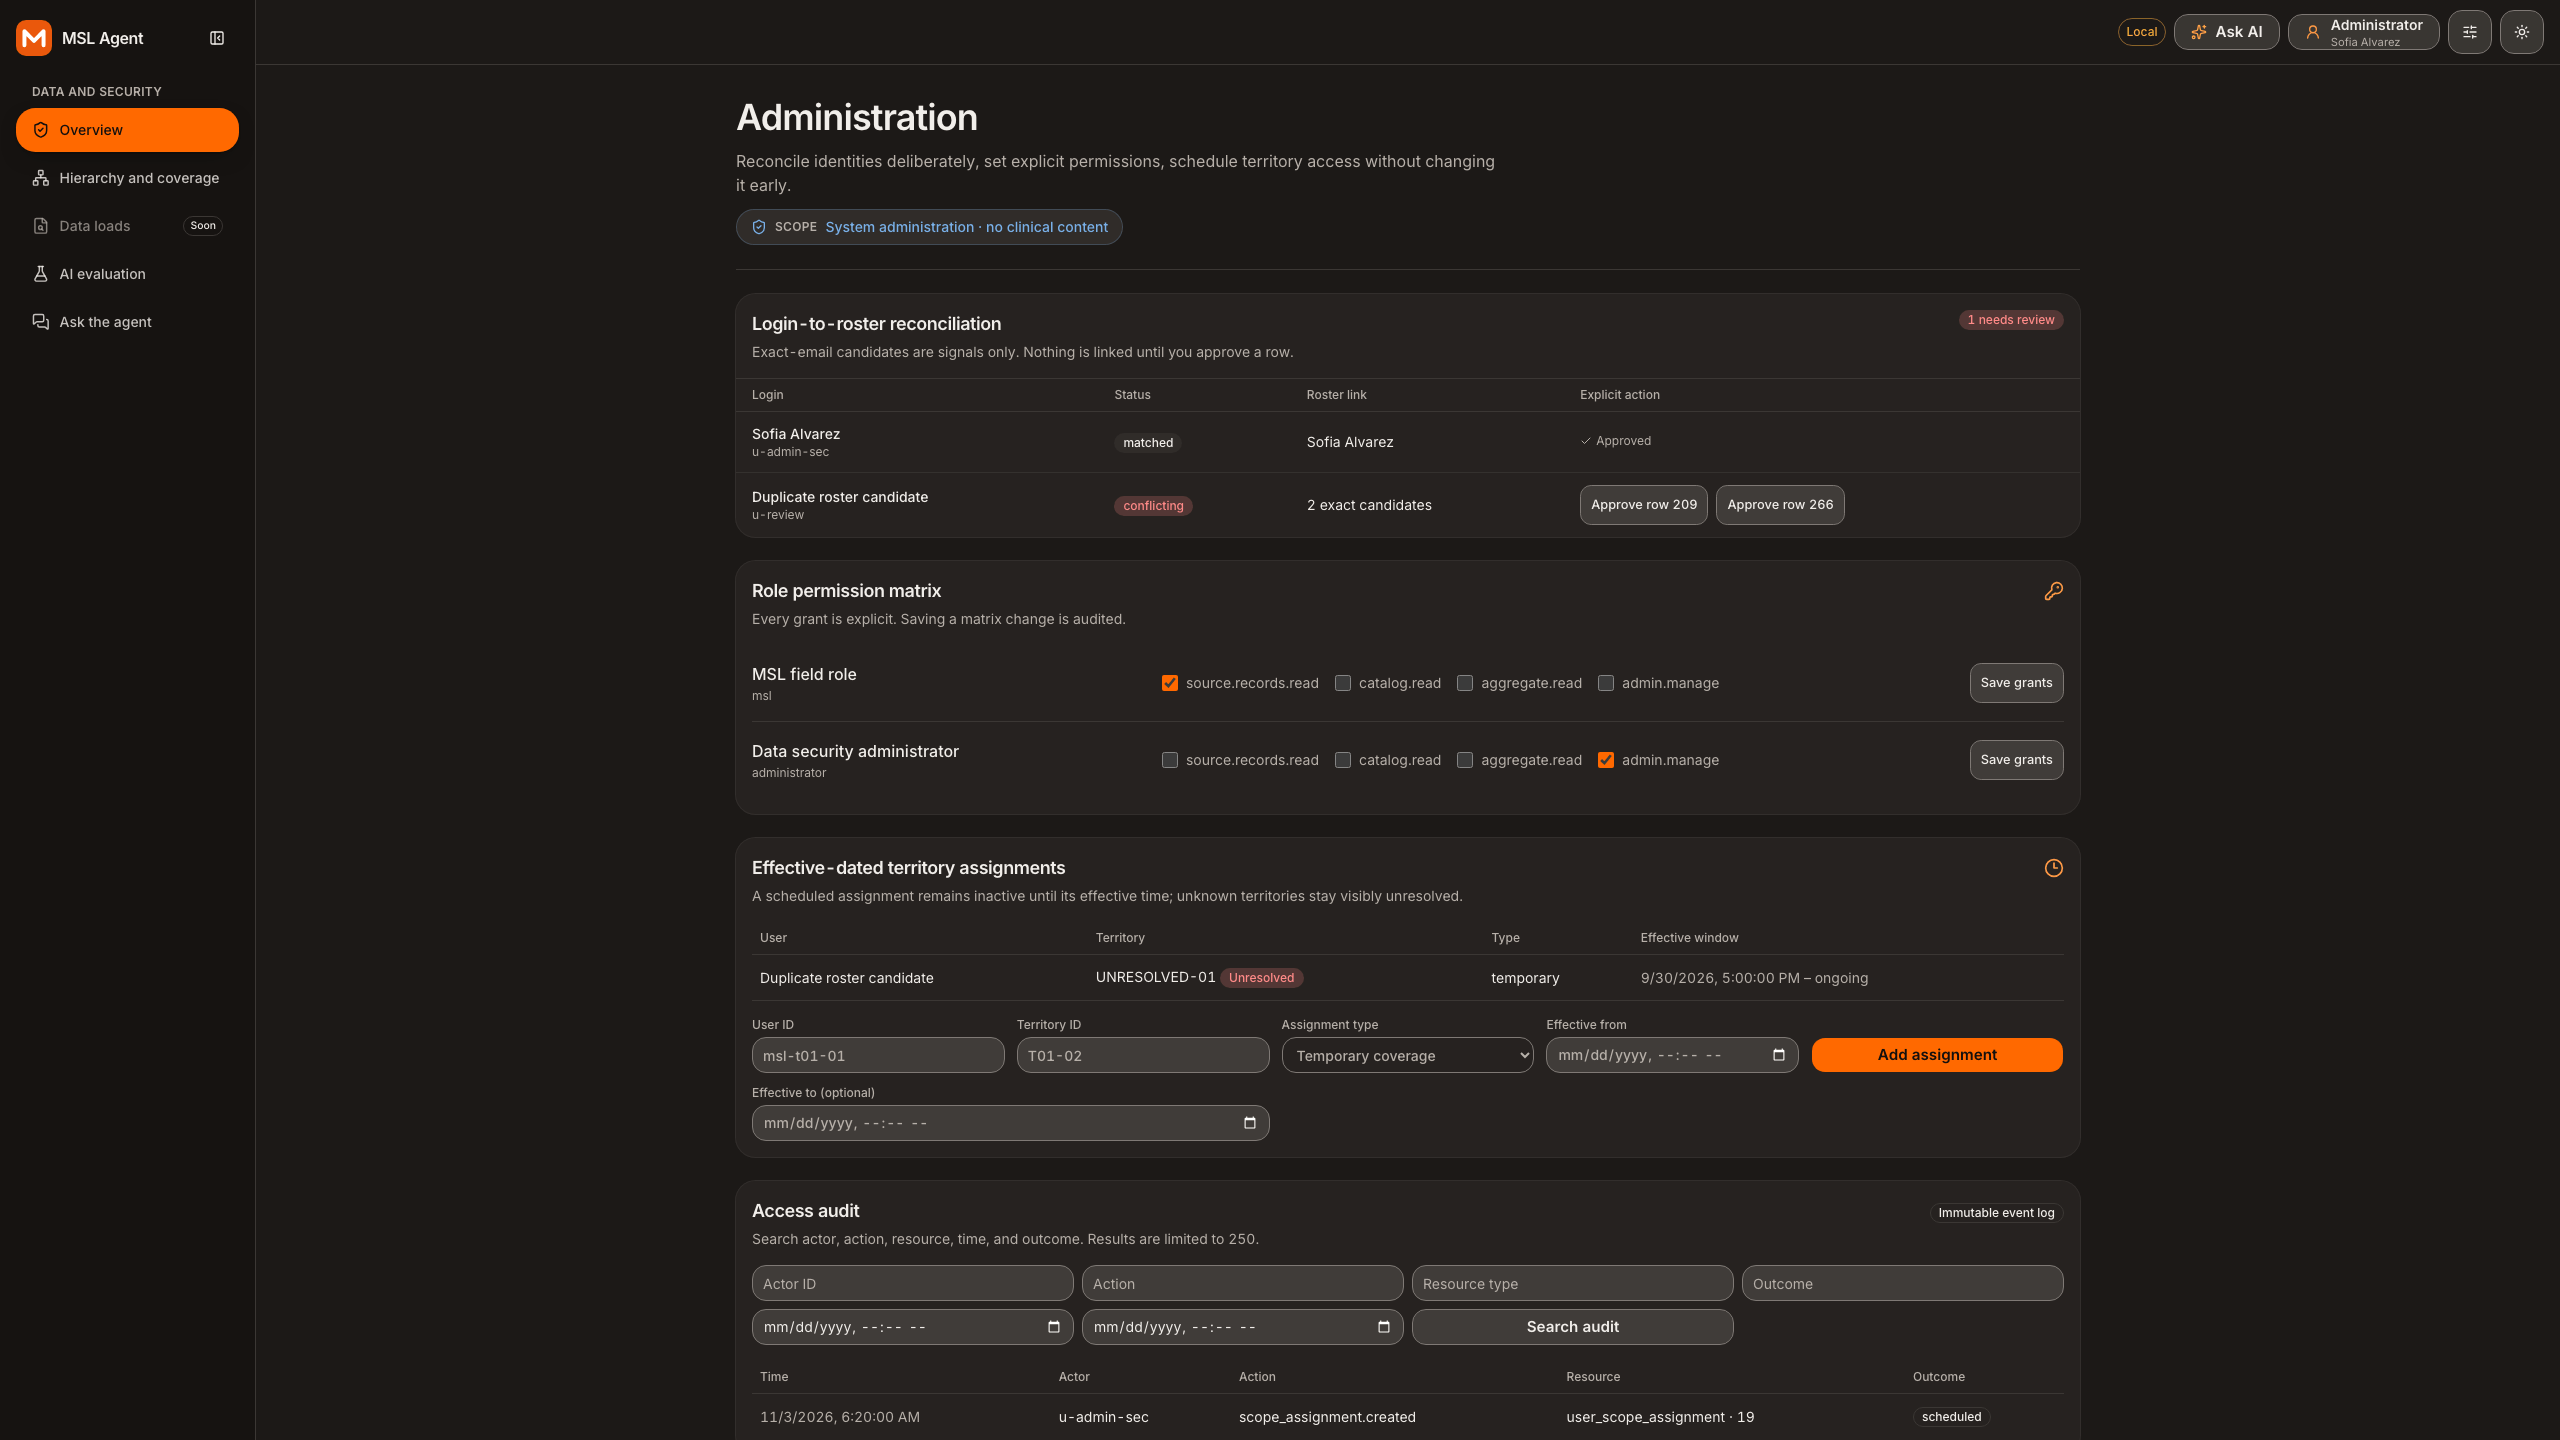 MSL Agent
Local
Ask AI
Administrator
Sofia Alvarez
DATA AND SECURITY
Overview
Hierarchy and coverage
Data loads
Soon
AI evaluation
Ask the agent
Administration
Reconcile identities deliberately, set explicit permissions, schedule territory access without changing
it early.
SCOPE System administration · no clinical content
Login-to-roster reconciliation
1 needs review
Exact-email candidates are signals only. Nothing is linked until you approve a row.
Login Status Roster link Explicit action
Sofia Alvarez
u-admin-sec
matched
Sofia Alvarez
Approved
Duplicate roster candidate
u-review
conflicting
2 exact candidates
Approve row 209
Approve row 266
Role permission matrix
Every grant is explicit. Saving a matrix change is audited.
MSL field role
msl
source.records.read catalog.read aggregate.read admin.manage
Save grants
Data security administrator
administrator
source.records.read catalog.read aggregate.read admin.manage
Save grants
Effective-dated territory assignments
A scheduled assignment remains inactive until its effective time; unknown territories stay visibly unresolved.
User Territory Type Effective window
Duplicate roster candidate UNRESOLVED-01 Unresolved temporary 9/30/2026, 5:00:00 PM – ongoing
User ID Territory ID Assignment type Effective from
msl-t01-01 T01-02 Temporary coverage mm/dd/yyyy, --:-- -- Add assignment
Effective to (optional)
mm/dd/yyyy, --:-- --
Access audit
Immutable event log
Search actor, action, resource, time, and outcome. Results are limited to 250.
Actor ID Action Resource type Outcome
mm/dd/yyyy, --:-- -- mm/dd/yyyy, --:-- -- Search audit
Time Actor Action Resource Outcome
11/3/2026, 6:20:00 AM u-admin-sec scope_assignment.created user_scope_assignment · 19 scheduled